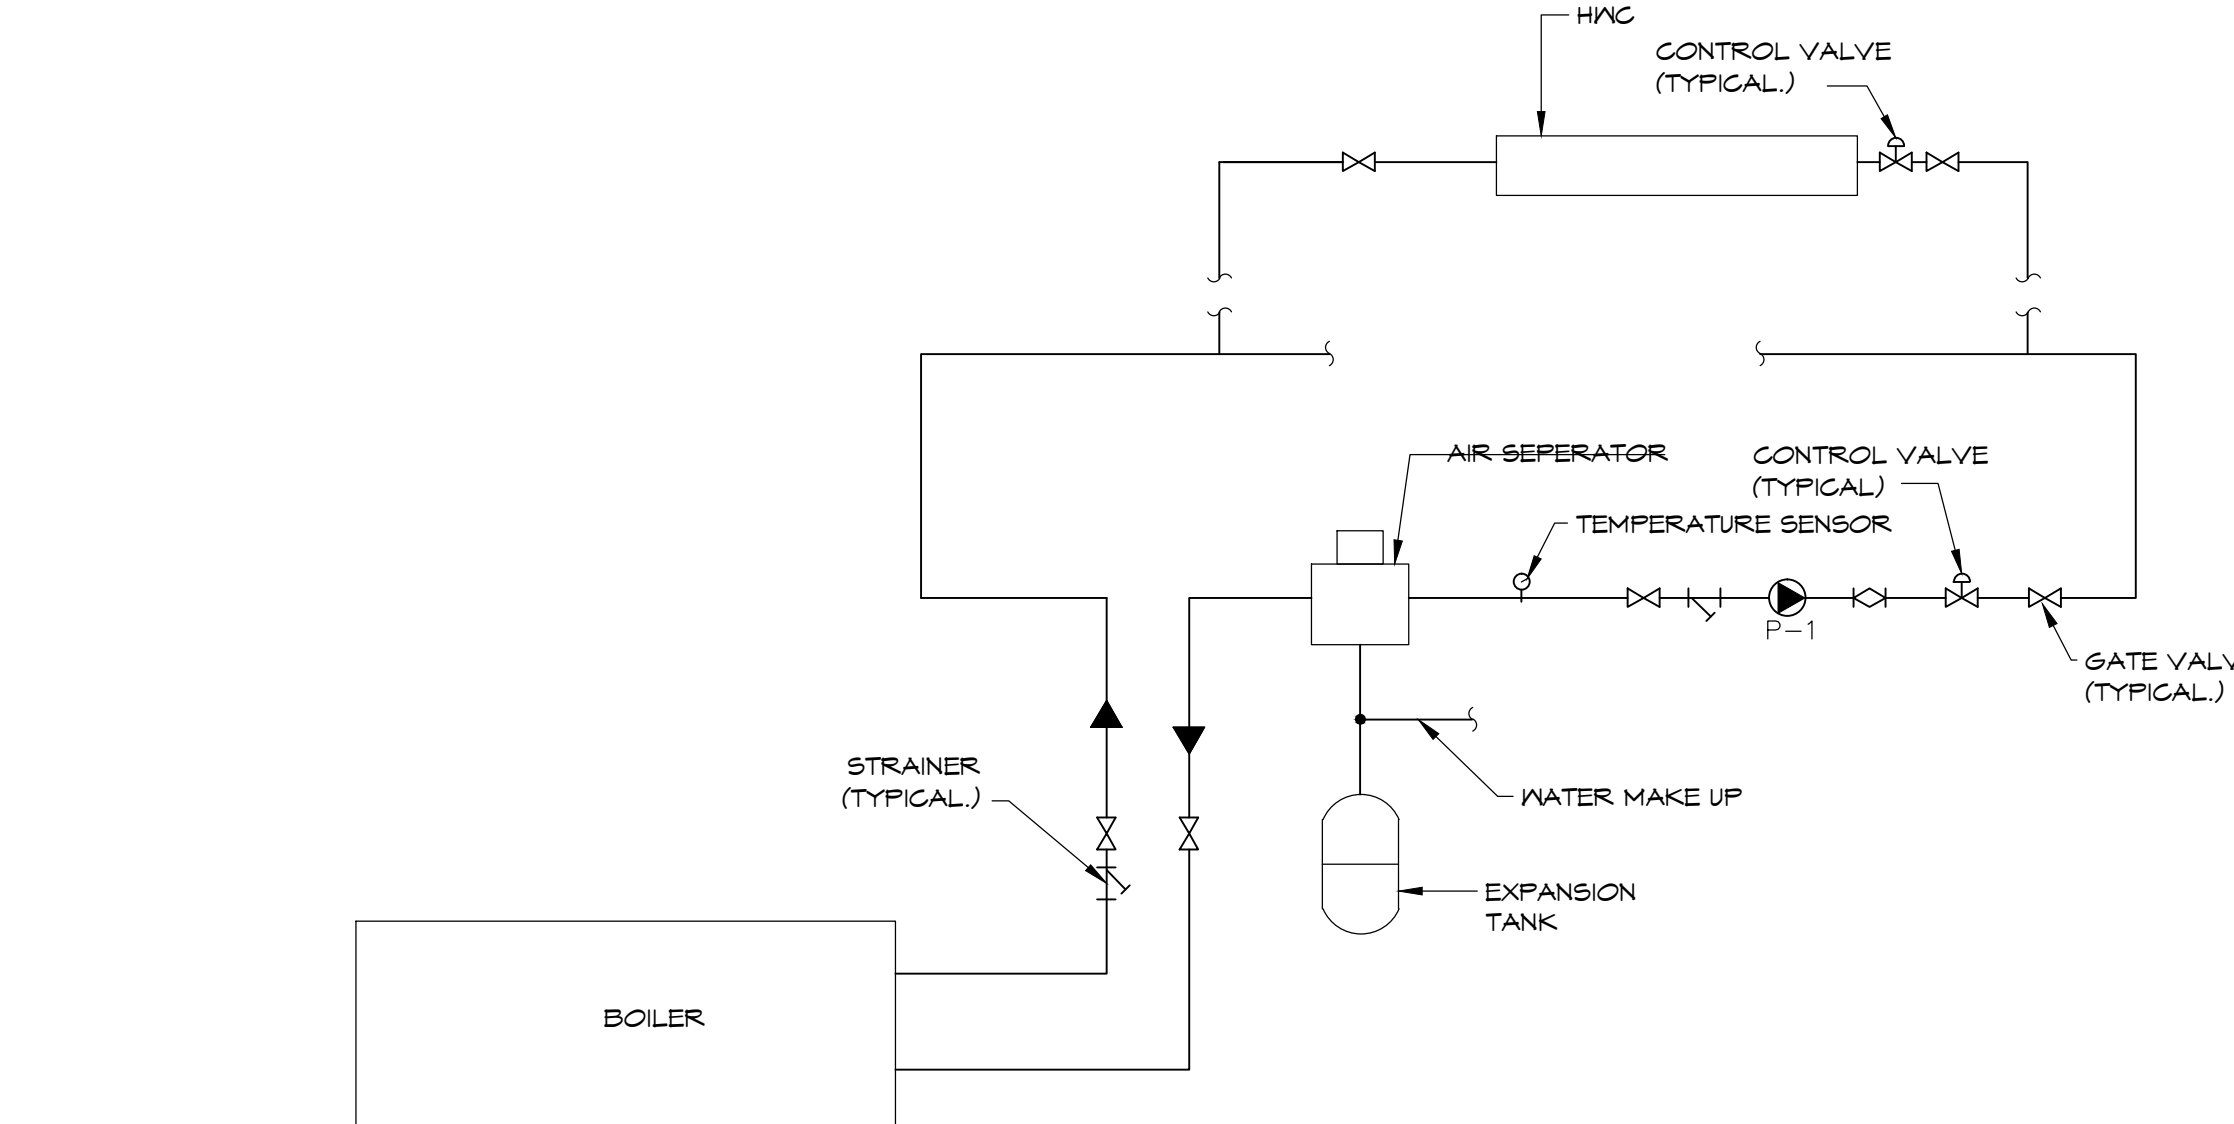 HWC
CONTROL VALVE
(TYPICAL.)
AIR SEPERATOR
CONTROL VALVE
(TYPICAL)
TEMPERATURE SENSOR
P-1
GATE
(TYPICAL.)
STRAINER
(TYPICAL.)
WATER MAKE UP
EXPANSION
TANK
BOILER